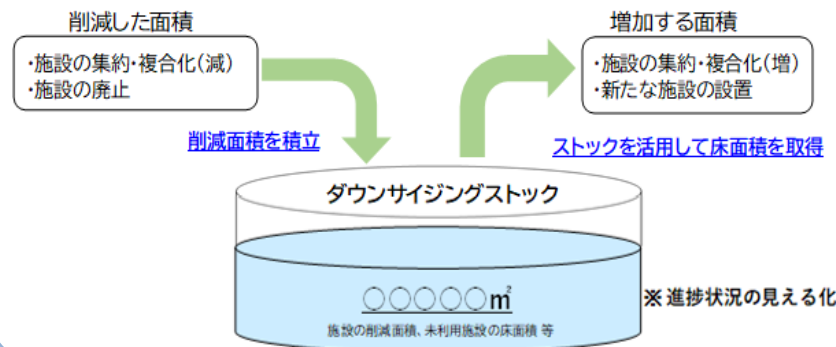 削減した面積
・施設の集約・複合化(減)
・施設の廃止
増加する面積
・施設の集約・複合化(増)
・新たな施設の設置
削減面積を積立
ストックを活用して床面積を取得
ダウンサイジングストック
○○○○○㎡
施設の削減面積、未利用施設の床面積 等
※進捗状況の見える化